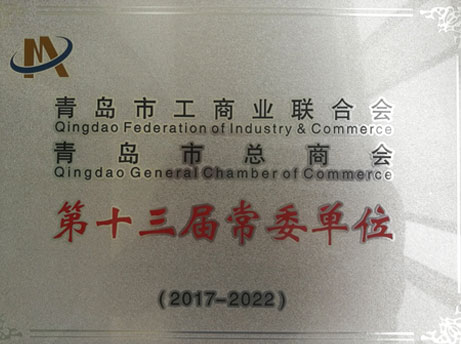 青岛市工商业联合会
Qingdao Federation of Industry & Commerce
青岛市总商会
Qingdao General Chamber of Commerce
第十三届常委单位
(2017-2022)